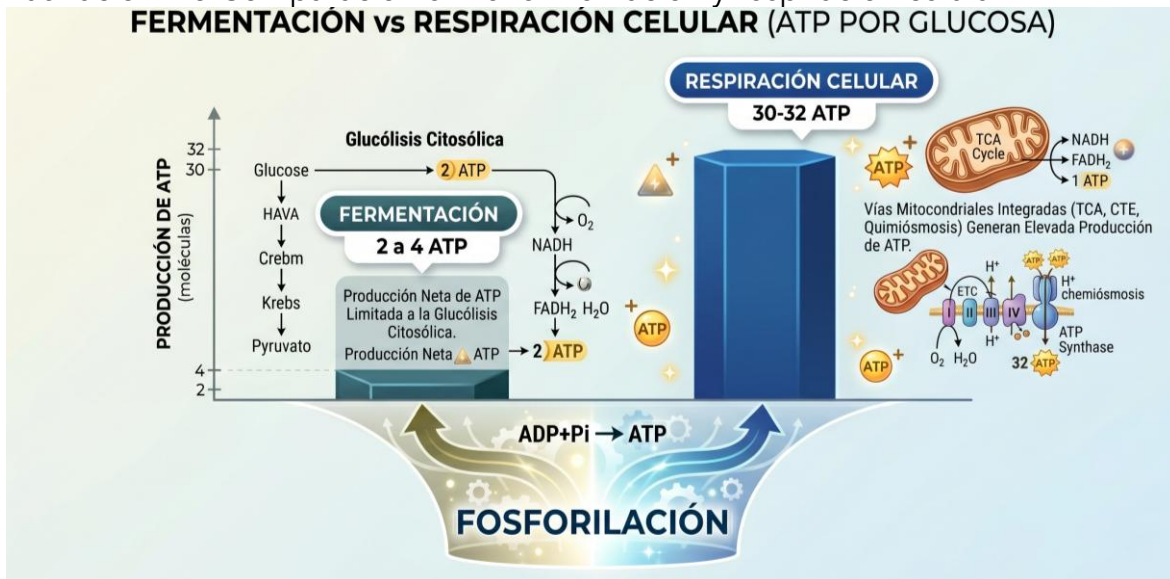 FERMENTACIÓN vs RESPIRACIÓN CELULAR (ATP POR GLUCOSA)
RESPIRACIÓN CELULAR
30-32 ATP
PRODUCCIÓN DE ATP
(moléculas)
32
30
4
2
Glucólisis Citosólica
Glucose
2 ATP
HAVA
Crebm
Krebs
Pyruvato
FERMENTACIÓN
2 a 4 ATP
Producción Neta de ATP
Limitada a la Glucólisis
Citosólica.
Producción Neta ATP
O₂
NADH
FADH₂ H₂O
2 ATP
ATP
ATP
ATP
TCA
Cycle
NADH
FADH₂
1 ATP
Vías Mitocondriales Integradas (TCA, CTE,
Quimiósmosis) Generan Elevada Producción
de ATP.
ETC
H⁺
ATP ATP
H⁺
chemiósmosis
I II III IV
H⁺
ATP
Synthase
O₂ H₂O
32 ATP
ADP+Pi → ATP
FOSFORILACIÓN